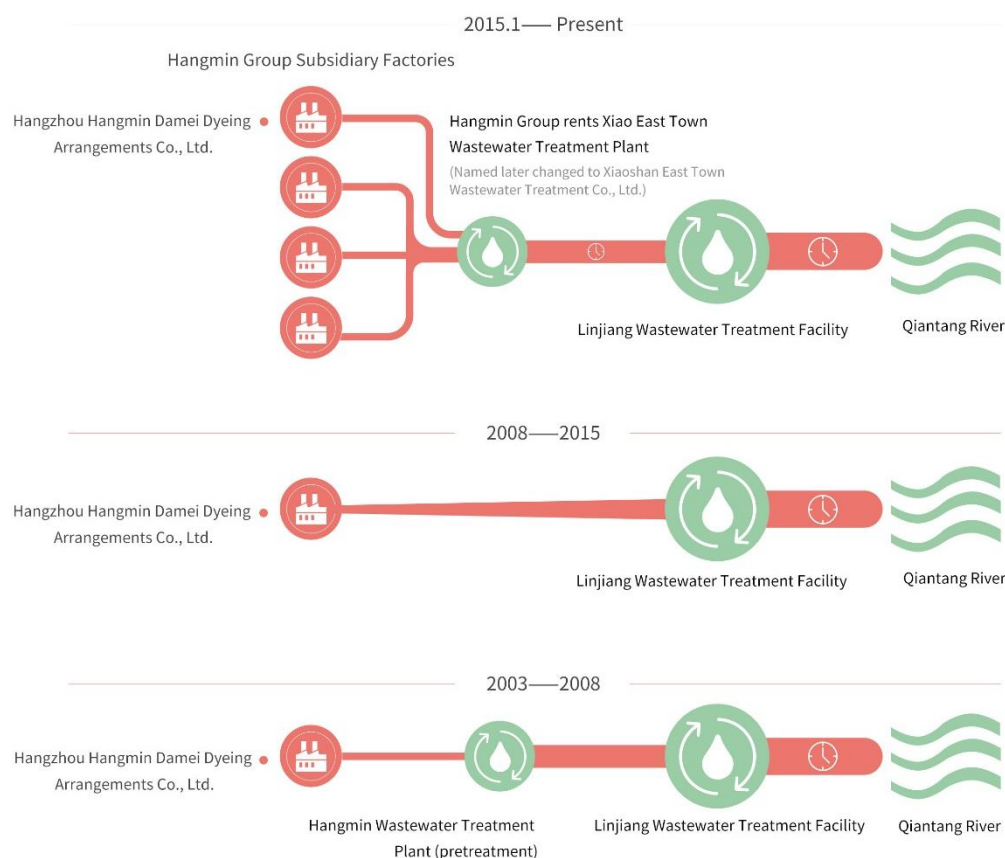 2015.1— Present
Hangmin Group Subsidiary Factories
Hangzhou Hangmin Damei Dyeing
Arrangements Co., Ltd.
Hangmin Group rents Xiao East Town
Wastewater Treatment Plant
(Named later changed to Xiaoshan East Town
Wastewater Treatment Co., Ltd.)
Linjiang Wastewater Treatment Facility
Qiantang River
2008—2015
Hangzhou Hangmin Damei Dyeing
Arrangements Co., Ltd.
Linjiang Wastewater Treatment Facility
Qiantang River
2003—2008
Hangzhou Hangmin Damei Dyeing
Arrangements Co., Ltd.
Hangmin Wastewater Treatment
Plant (pretreatment)
Linjiang Wastewater Treatment Facility
Qiantang River